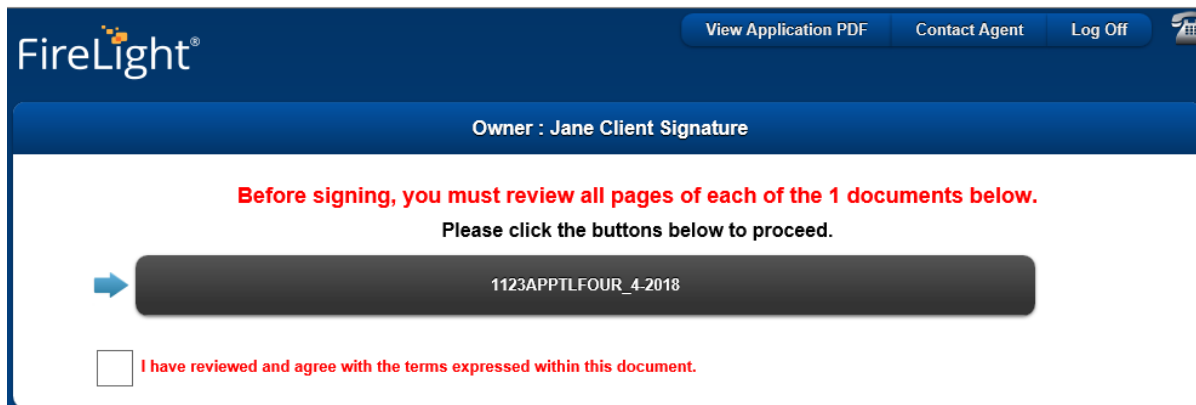 View Application PDF Contact Agent Log Off
FireLight®
Owner : Jane Client Signature
Before signing, you must review all pages of each of the 1 documents below.
Please click the buttons below to proceed.
1123APPTLFOUR_4-2018
I have reviewed and agree with the terms expressed within this document.